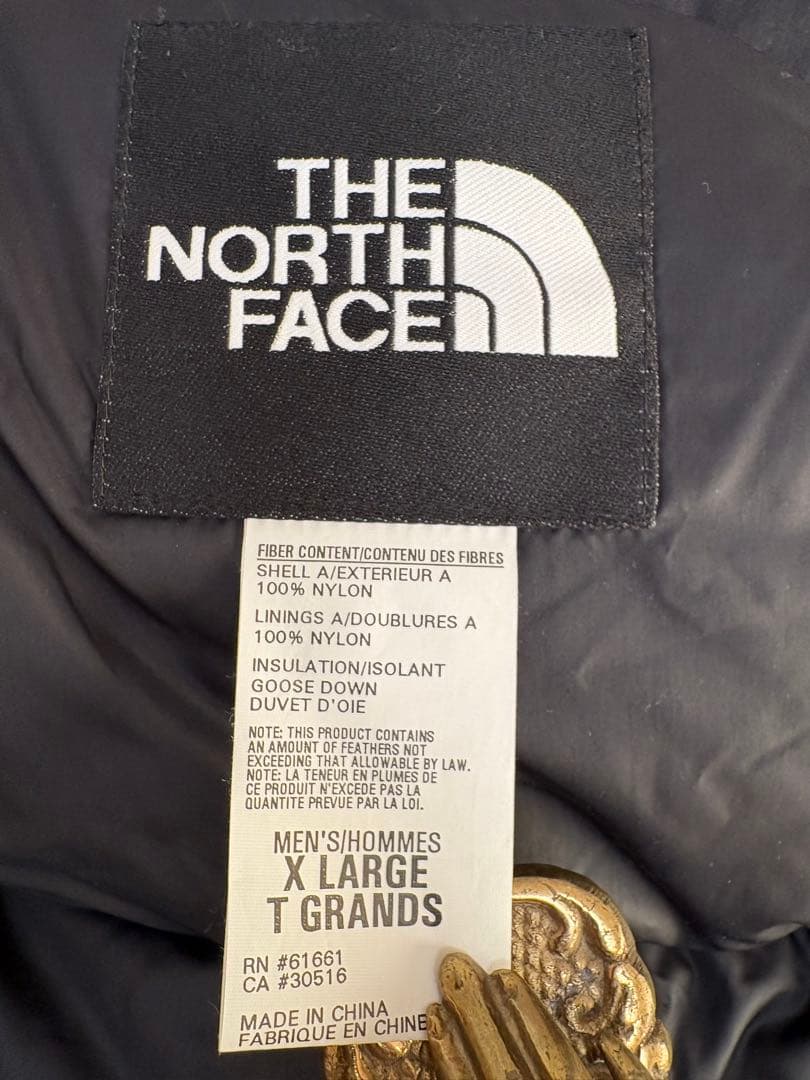 THE
NORTH
FACE
FIBER CONTENT/CONTENU DES FIBRES
SHELL A/EXTERIEUR A
100% NYLON
LININGS A/DOUBLURES A
100% NYLON
INSULATION/ISOLANT
GOOSE DOWN
DUVET D'OIE
NOTE: THIS PRODUCT CONTAINS
AN AMOUNT OF FEATHERS NOT
EXCEEDING THAT ALLOWABLE BY LAW.
NOTE: LA TENEUR EN PLUMES DE
CE PRODUIT N'EXCEDE PAS LA
QUANTITE PREVUE PAR LA LOI.
MEN'S/HOMMES
X LARGE
T GRANDS
RN #61661
CA #30516
MADE IN CHINA
FABRIQUE EN CHINE